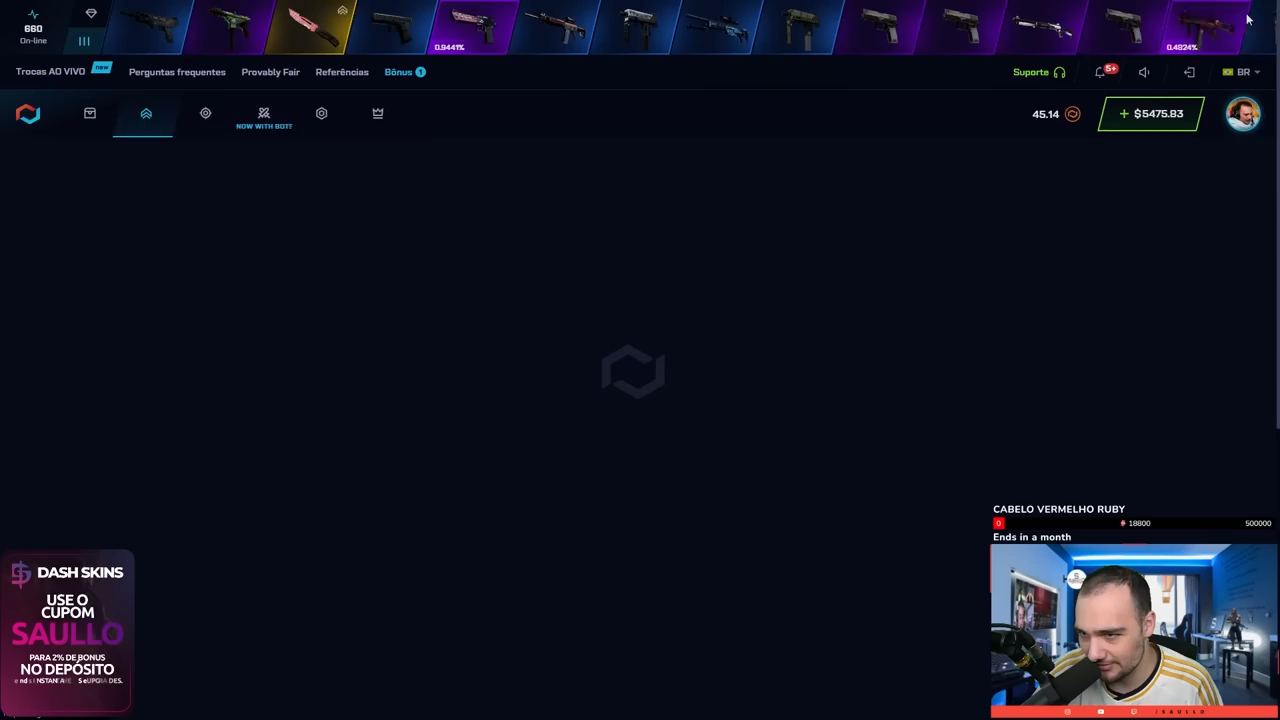 660
On-line
0.9441%
0.4824%
Trocas AO VIVO new
Perguntas frequentes
Provably Fair
Referências
Bônus 1
Suporte
5+
BR
NOW WITH BOT!
45.14
+ $5475.83
CABELO VERMELHO RUBY
0
18800
500000
Ends in a month
DASH SKINS
USE O
CUPOM
SAULLO
PARA 2% DE BONUS
NO DEPÓSITO
/SAULLO